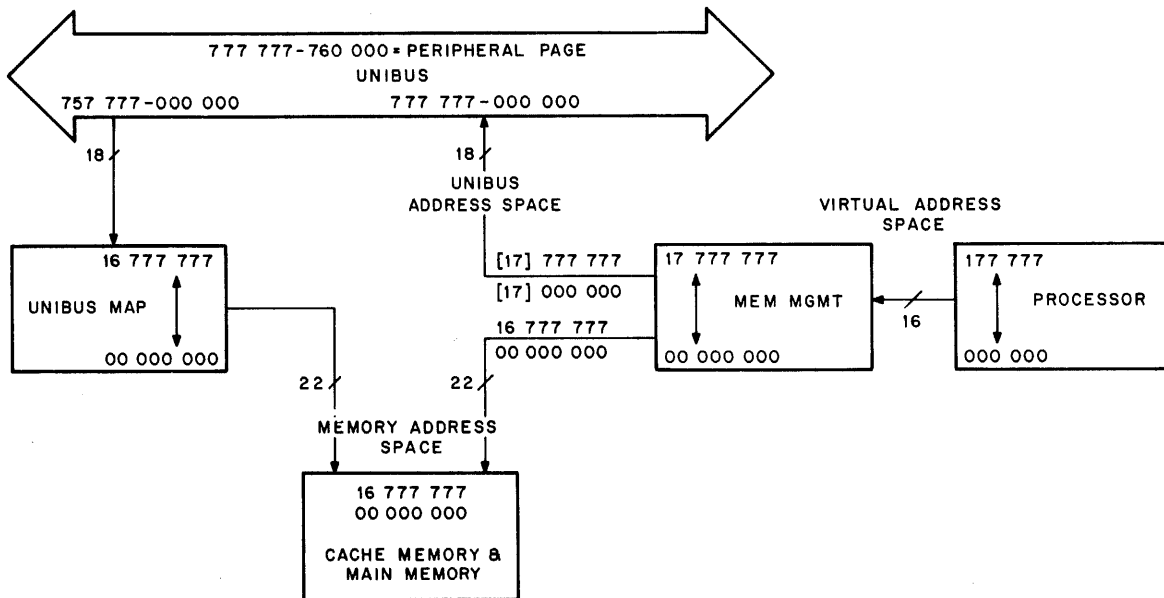 777 777-760 000 = PERIPHERAL PAGE
UNIBUS
757 777-000 000
777 777-000 000
18
18
UNIBUS
ADDRESS SPACE
VIRTUAL ADDRESS
SPACE
16 777 777
UNIBUS MAP
00 000 000
[17] 777 777
[17] 000 000
16 777 777
00 000 000
17 777 777
MEM MGMT
00 000 000
16
177 777
PROCESSOR
000 000
22
22
MEMORY ADDRESS
SPACE
16 777 777
00 000 000
CACHE MEMORY &
MAIN MEMORY